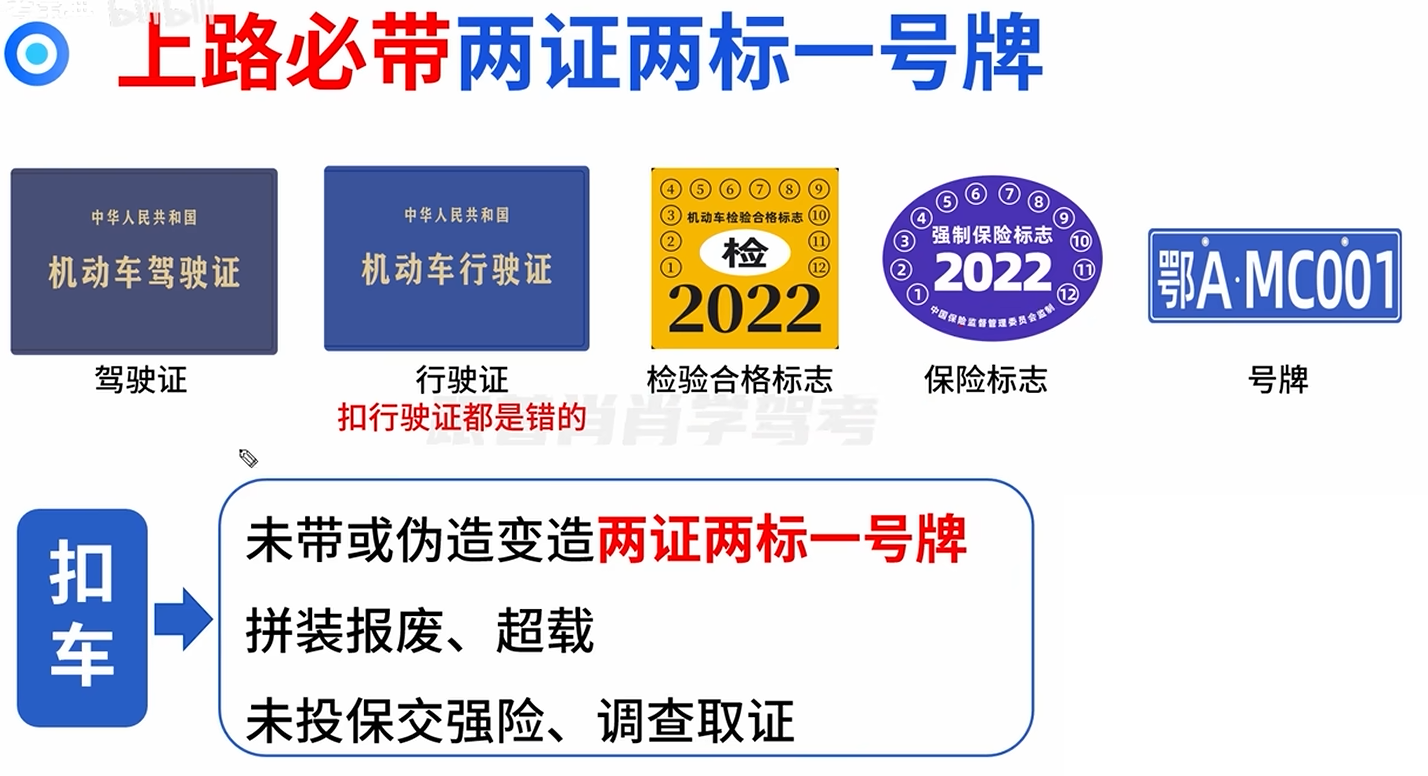 bilibili
上路必带两证两标一号牌
中华人民共和国
机动车驾驶证
驾驶证
中华人民共和国
机动车行驶证
行驶证
扣行驶证都是错的
④ ⑤ ⑥ ⑦ ⑧ ⑨
③ 机动车检验合格标志 ⑩
② 检 ⑪
① ⑫
2022
检验合格标志
① ② ③ ④ ⑤ ⑥ ⑦ ⑧ ⑨ ⑩ ⑪ ⑫
强制保险标志
2022
中国保险监督管理委员会监制
保险标志
鄂A·MC001
号牌
跟着肖肖学驾考
扣车
未带或伪造变造两证两标一号牌
拼装报废、超载
未投保交强险、调查取证